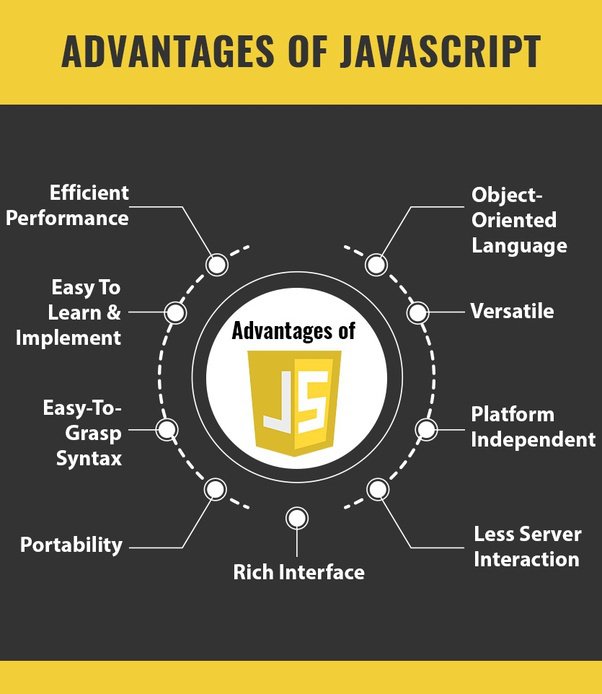 ADVANTAGES OF JAVASCRIPT
Efficient
Performance
Easy To
Learn &
Implement
Easy-To-
Grasp
Syntax
Portability
Advantages of
JS
Rich Interface
Object-
Oriented
Language
Versatile
Platform
Independent
Less Server
Interaction